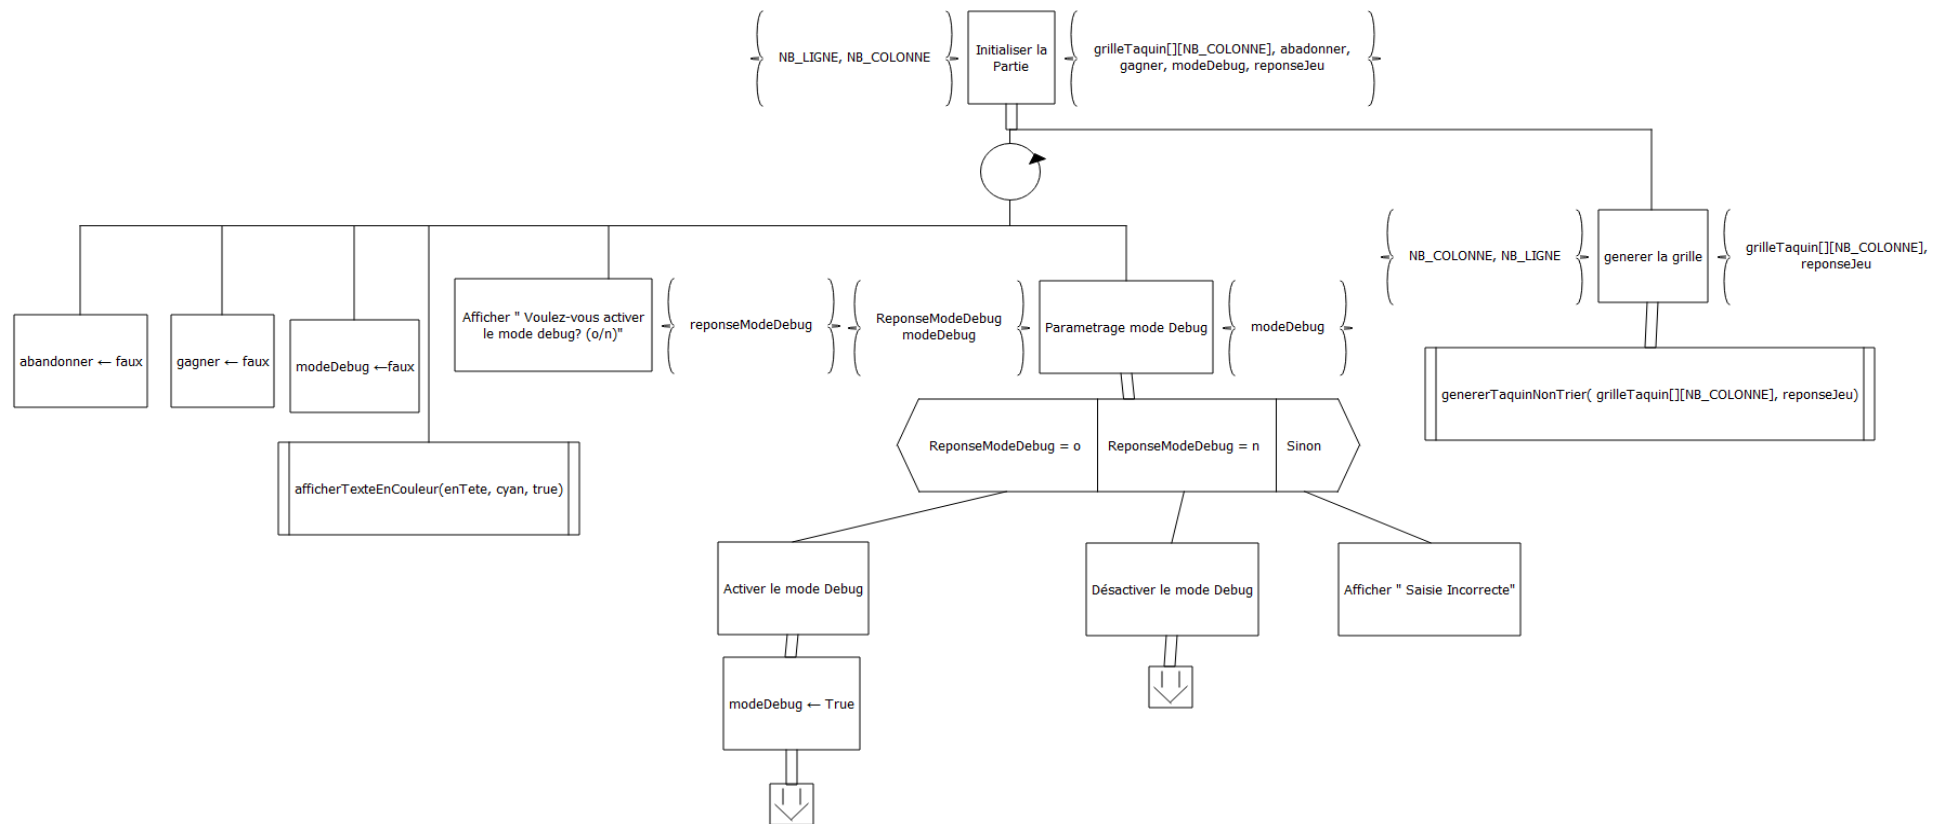 NB_LIGNE, NB_COLONNE
Initialiser la
Partie
grilleTaquin[][NB_COLONNE], abadonner,
gagner, modeDebug, reponseJeu
abandonner ← faux
gagner ← faux
modeDebug ←faux
afficherTexteEnCouleur(enTete, cyan, true)
Afficher " Voulez-vous activer
le mode debug? (o/n)"
reponseModeDebug
ReponseModeDebug
modeDebug
Parametrage mode Debug
modeDebug
ReponseModeDebug = o
ReponseModeDebug = n
Sinon
Activer le mode Debug
modeDebug ← True
Désactiver le mode Debug
Afficher " Saisie Incorrecte"
NB_COLONNE, NB_LIGNE
generer la grille
grilleTaquin[][NB_COLONNE],
reponseJeu
genererTaquinNonTrier( grilleTaquin[][NB_COLONNE], reponseJeu)